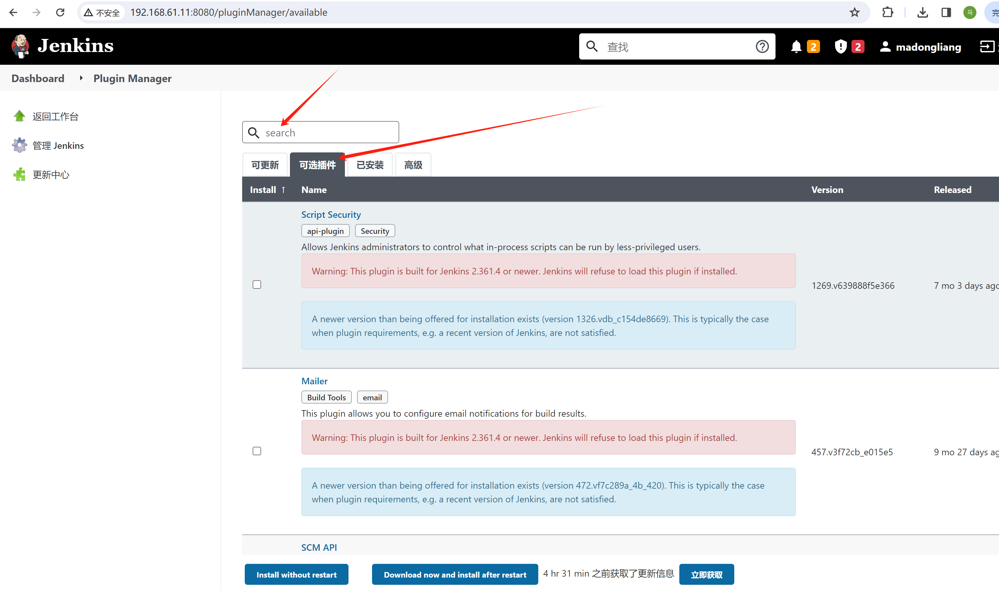 不安全 192.168.61.11:8080/pluginManager/available 马 完
Jenkins 查找 2 2 madongliang
Dashboard Plugin Manager
返回工作台
管理 Jenkins
更新中心
search
可更新 可选插件 已安装 高级
Install ↑ Name Version Released
Script Security
api-plugin Security
Allows Jenkins administrators to control what in-process scripts can be run by less-privileged users.
Warning: This plugin is built for Jenkins 2.361.4 or newer. Jenkins will refuse to load this plugin if installed.
1269.v639888f5e366 7 mo 3 days ago
A newer version than being offered for installation exists (version 1326.vdb_c154de8669). This is typically the case
when plugin requirements, e.g. a recent version of Jenkins, are not satisfied.
Mailer
Build Tools email
This plugin allows you to configure email notifications for build results.
Warning: This plugin is built for Jenkins 2.361.4 or newer. Jenkins will refuse to load this plugin if installed.
457.v3f72cb_e015e5 9 mo 27 days ag
A newer version than being offered for installation exists (version 472.vf7c289a_4b_420). This is typically the case
when plugin requirements, e.g. a recent version of Jenkins, are not satisfied.
SCM API
Install without restart Download now and install after restart 4 hr 31 min 之前获取了更新信息 立即获取